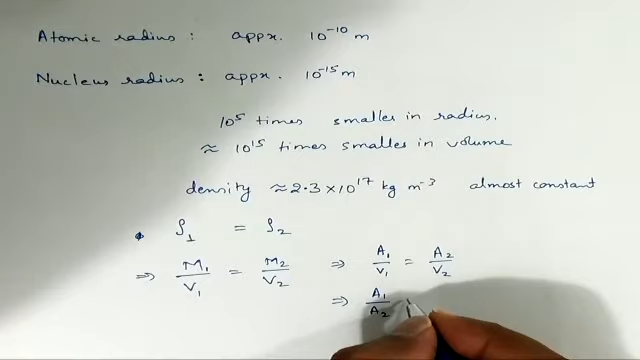 Atomic radius : appx. 10⁻¹⁰ m
Nucleus radius : appx. 10⁻¹⁵ m
10⁵ times smaller in radius.
≈ 10¹⁵ times smaller in volume
density ≈ 2.3 × 10¹⁷ kg m⁻³ almost constant
ρ₁ = ρ₂
⇒ M₁/V₁ = M₂/V₂ ⇒ A₁/V₁ = A₂/V₂
⇒ A₁/A₂